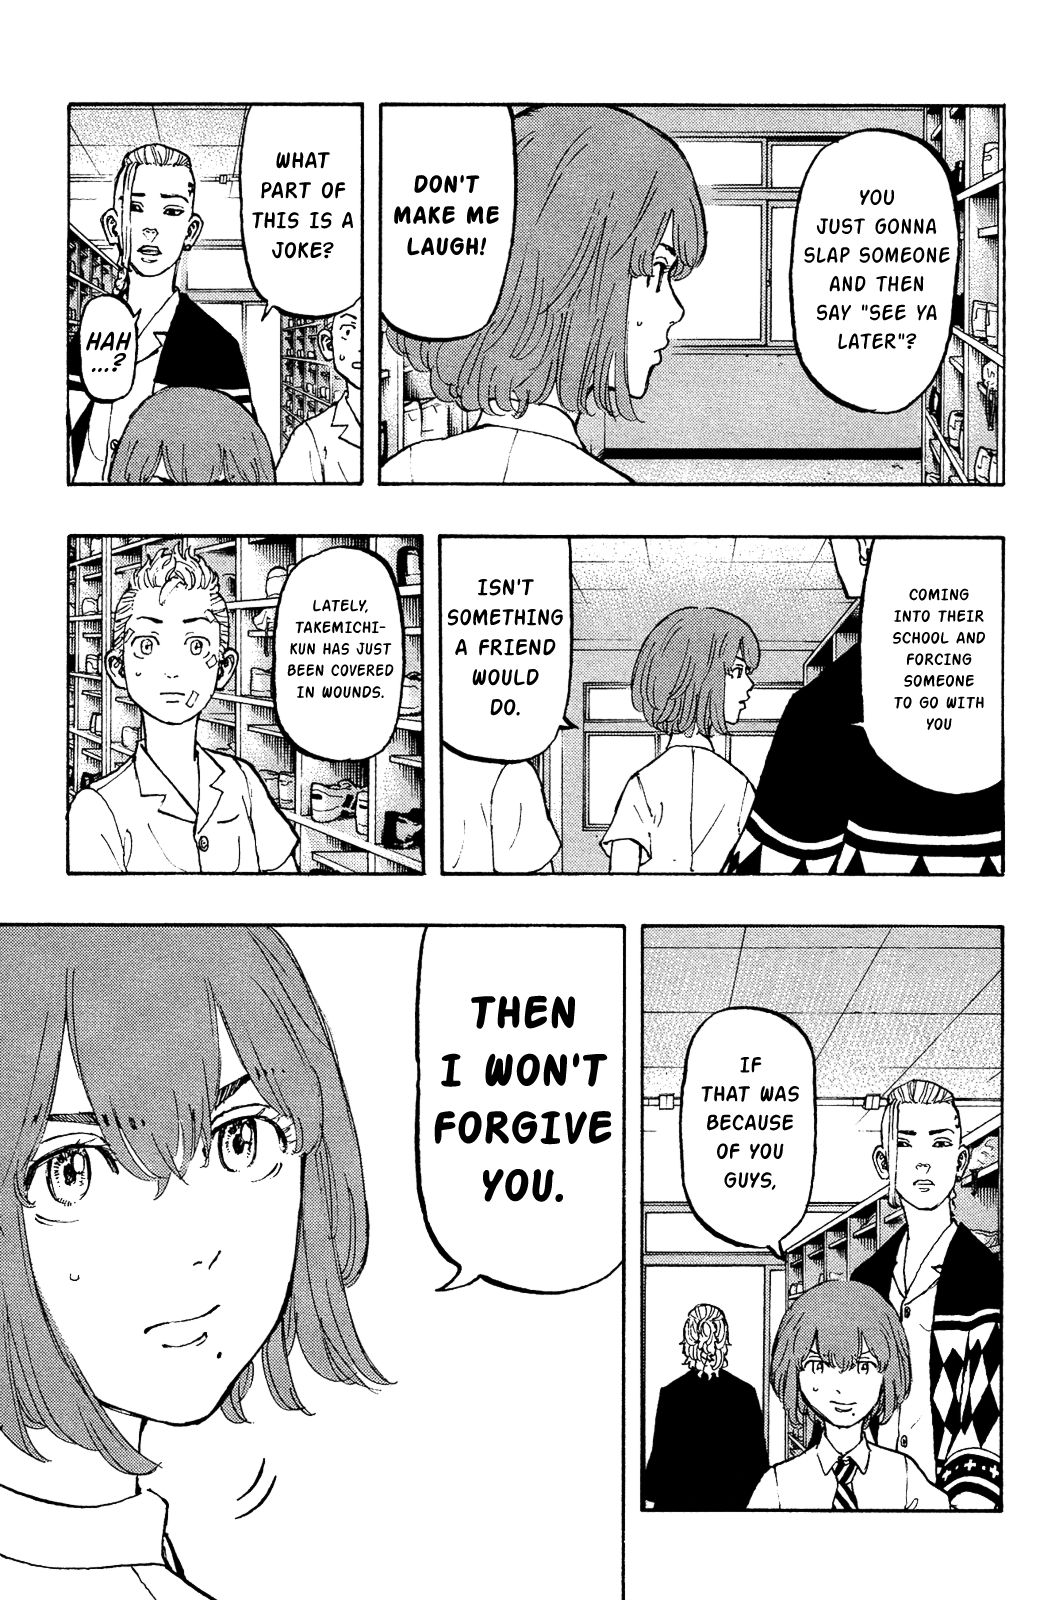 YOU
JUST GONNA
SLAP SOMEONE
AND THEN
SAY "SEE YA
LATER"?
DON'T
MAKE ME
LAUGH!
WHAT
PART OF
THIS IS A
JOKE?
HAH
...?
COMING
INTO THEIR
SCHOOL AND
FORCING
SOMEONE
TO GO WITH
YOU
ISN'T
SOMETHING
A FRIEND
WOULD
DO.
LATELY,
TAKEMICHI-
KUN HAS JUST
BEEN COVERED
IN WOUNDS.
IF
THAT WAS
BECAUSE
OF YOU
GUYS,
THEN
I WON'T
FORGIVE
YOU.